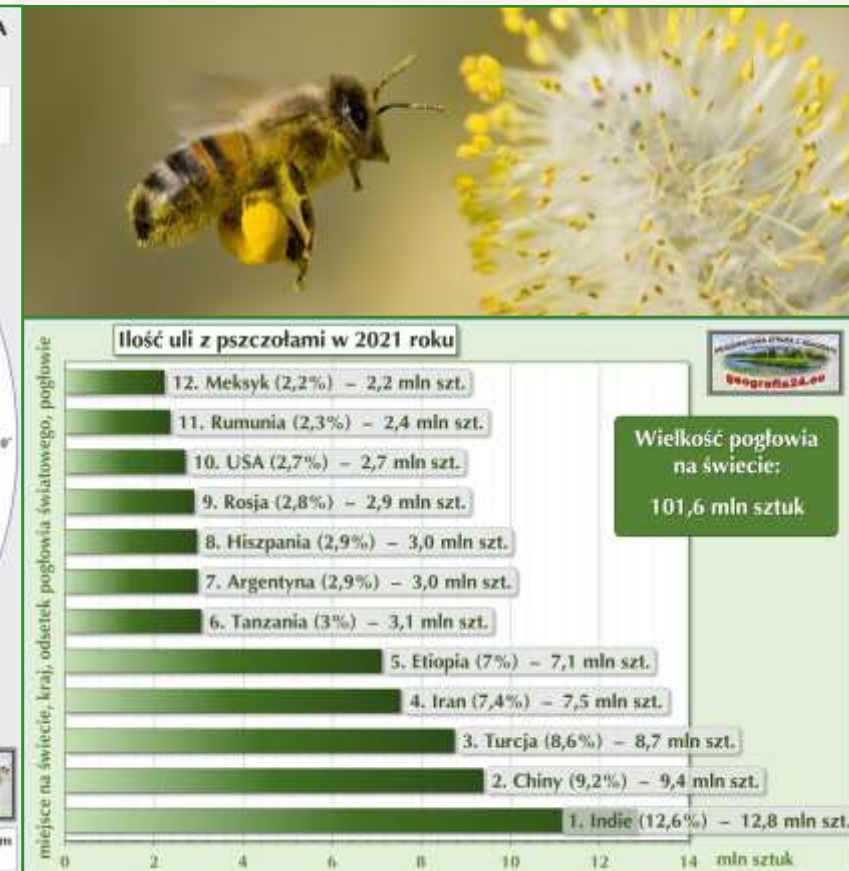 A
Ilość uli z pszczołami w 2021 roku
geografia24.eu
Wielkość pogłowia
na świecie:
101,6 mln sztuk
miejsce na świecie, kraj, odsetek pogłowia światowego, pogłowie
12. Meksyk (2,2%) – 2,2 mln szt.
11. Rumunia (2,3%) – 2,4 mln szt.
10. USA (2,7%) – 2,7 mln szt.
9. Rosja (2,8%) – 2,9 mln szt.
8. Hiszpania (2,9%) – 3,0 mln szt.
7. Argentyna (2,9%) – 3,0 mln szt.
6. Tanzania (3%) – 3,1 mln szt.
5. Etiopia (7%) – 7,1 mln szt.
4. Iran (7,4%) – 7,5 mln szt.
3. Turcja (8,6%) – 8,7 mln szt.
2. Chiny (9,2%) – 9,4 mln szt.
1. Indie (12,6%) – 12,8 mln szt.
0 2 4 6 8 10 12 14 mln sztuk